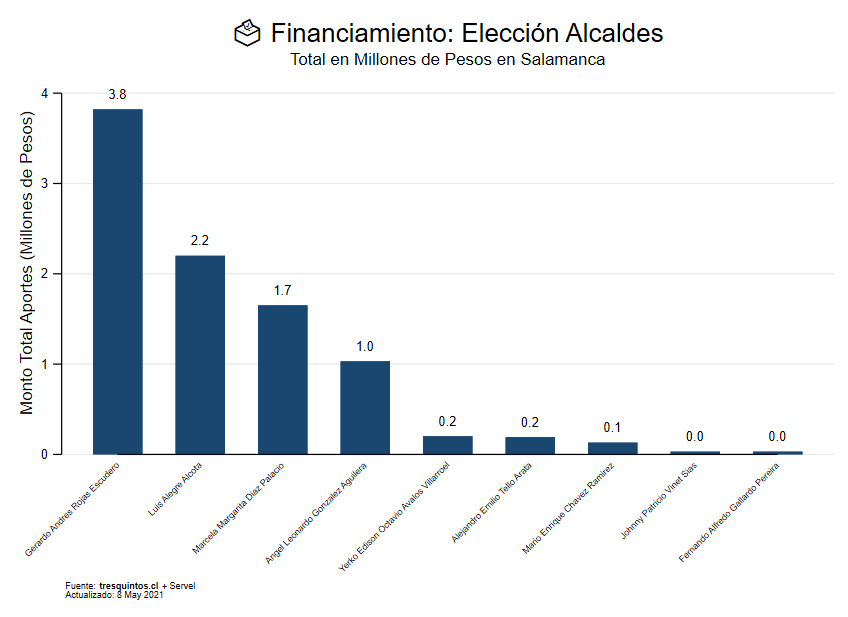 Financiamiento: Elección Alcaldes
Total en Millones de Pesos en Salamanca
Monto Total Aportes (Millones de Pesos)
4
3
2
1
0
3.8
2.2
1.7
1.0
0.2
0.2
0.1
0.0
0.0
Gerardo Andres Rojas Escudero
Luis Alegre Alcota
Marcela Margarita Diaz Palacio
Angel Leonardo Gonzalez Aguilera
Yerko Edison Octavio Avalos Villarroel
Alejandro Emilio Tello Arata
Mario Enrique Chavez Ramirez
Johnny Patricio Vinet Sias
Fernando Alfredo Gallardo Pereira
Fuente: tresquintos.cl + Servel
Actualizado: 8 May 2021